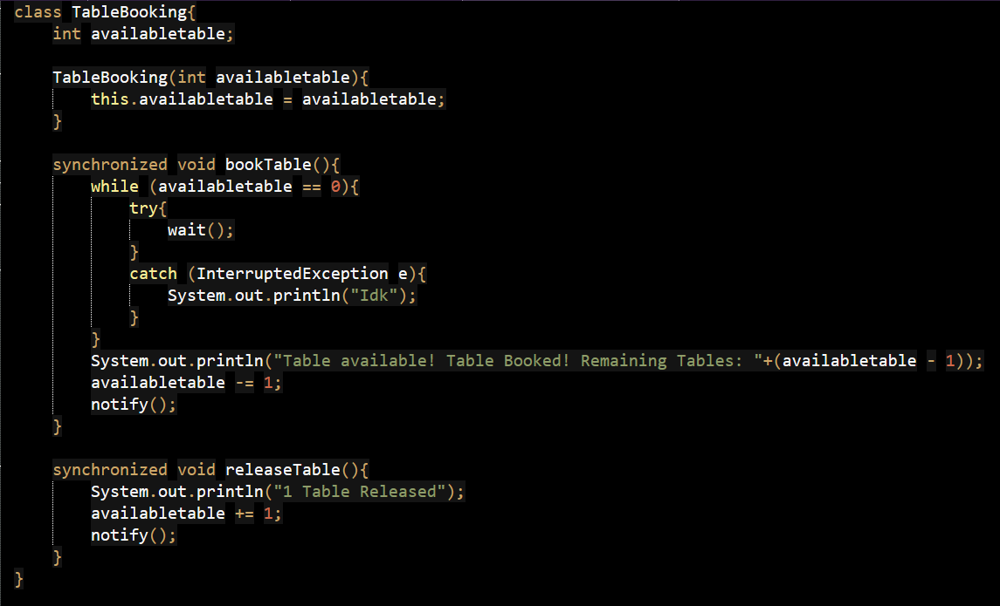 class TableBooking{
    int availabletable;

    TableBooking(int availabletable){
        this.availabletable = availabletable;
    }

    synchronized void bookTable(){
        while (availabletable == 0){
            try{
                wait();
            }
            catch (InterruptedException e){
                System.out.println("Idk");
            }
        }
        System.out.println("Table available! Table Booked! Remaining Tables: "+(availabletable - 1));
        availabletable -= 1;
        notify();
    }

    synchronized void releaseTable(){
        System.out.println("1 Table Released");
        availabletable += 1;
        notify();
    }
}